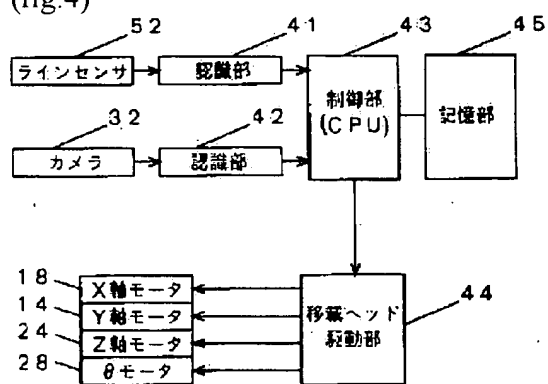 (fig.4)
52 41 43 45
ラインセンサ
認識部
制御部
(CPU)
記憶部
32 42
カメラ
認識部
18
X軸モータ
14
Y軸モータ
24
Z軸モータ
28
θモータ
移載ヘッド
駆動部
44